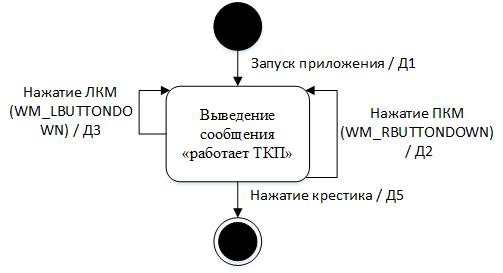 Запуск приложения / Д1
Нажатие ЛКМ
(WM_LBUTTONDO
WN) / Д3
Выведение
сообщения
«работает ТКП»
Нажатие ПКМ
(WM_RBUTTONDOWN)
/ Д2
Нажатие крестика / Д5